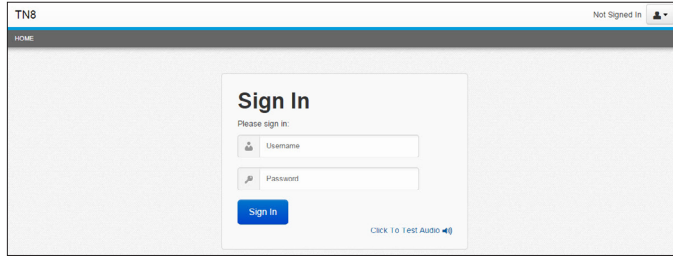 TN8
Not Signed In
HOME
Sign In
Please sign in:
Username
Password
Sign In
Click To Test Audio